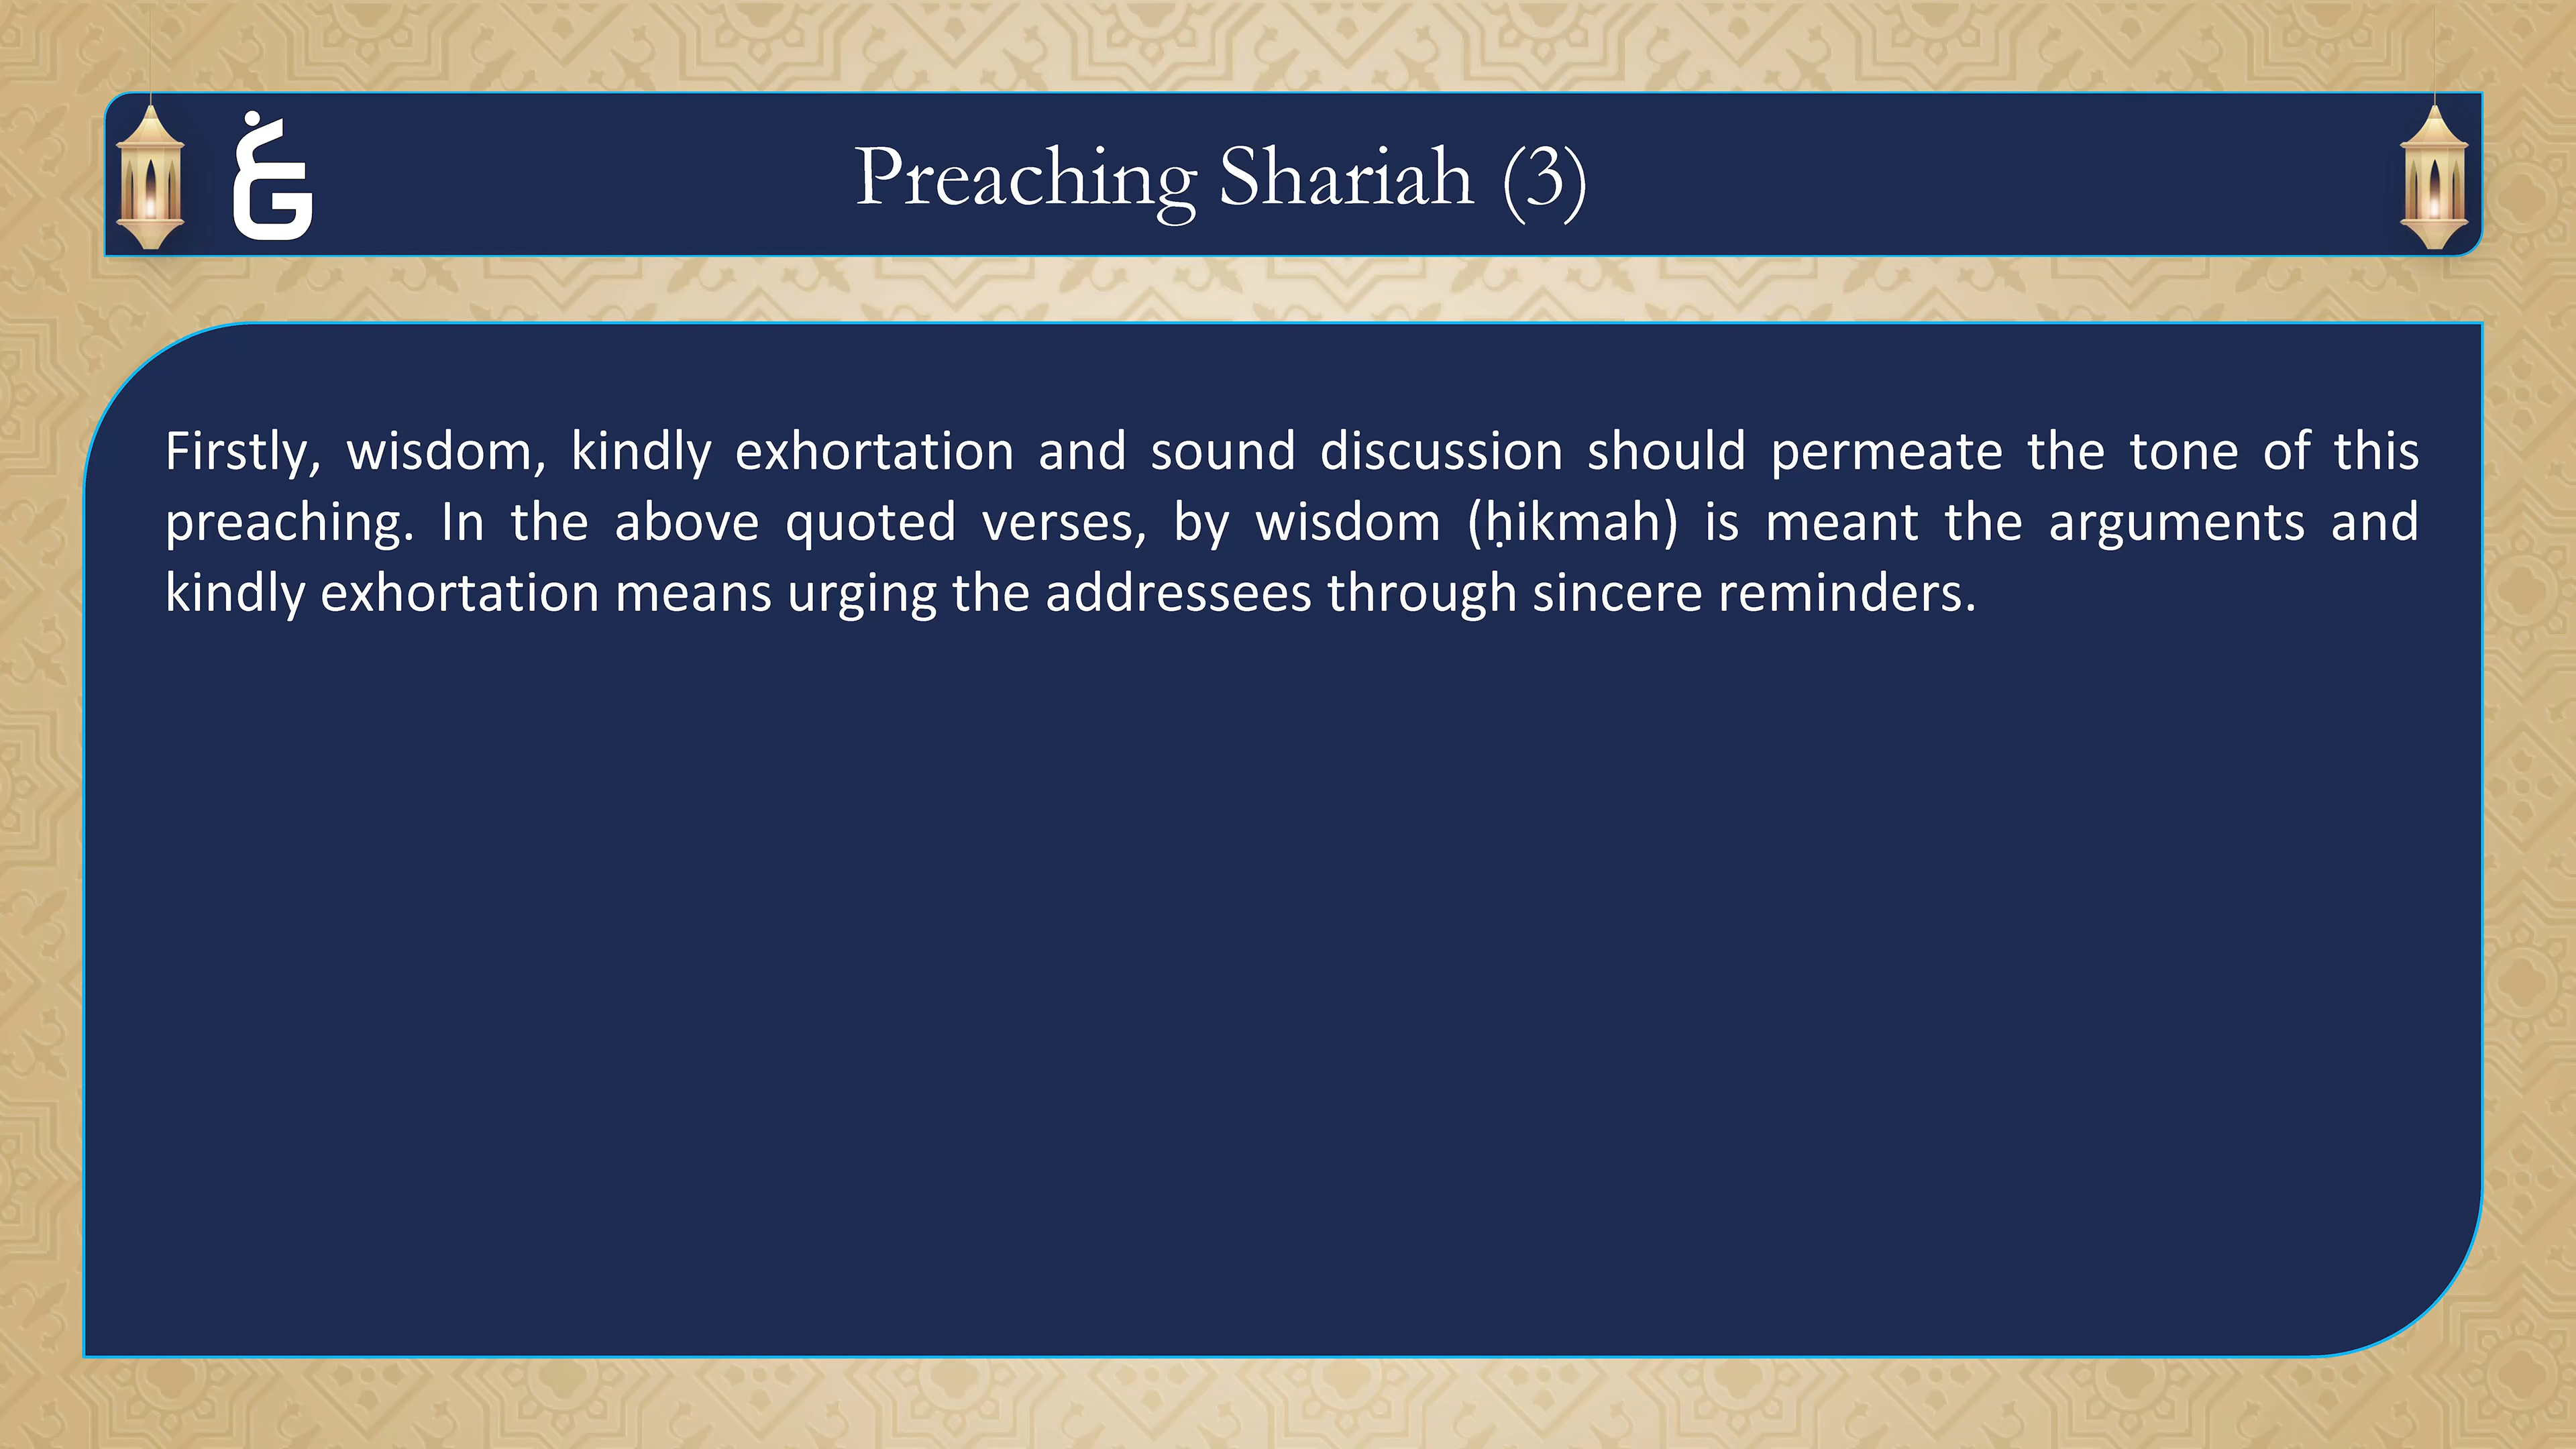 Preaching Shariah (3)
Firstly, wisdom, kindly exhortation and sound discussion should permeate the tone of this
preaching. In the above quoted verses, by wisdom (ḥikmah) is meant the arguments and
kindly exhortation means urging the addressees through sincere reminders.